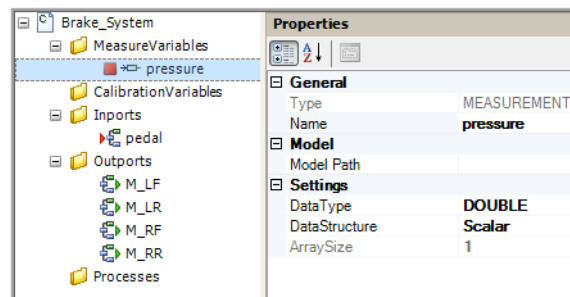 Brake_System
MeasureVariables
pressure
CalibrationVariables
Inports
pedal
Outports
M_LF
M_LR
M_RF
M_RR
Processes
Properties
General
Type MEASUREMENT
Name pressure
Model
Model Path
Settings
DataType DOUBLE
DataStructure Scalar
ArraySize 1